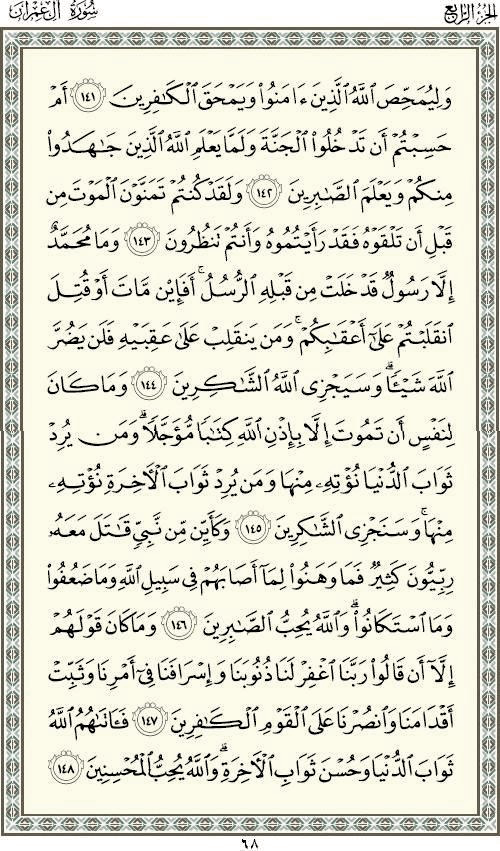 الجزء الرابع
سورة آل عمران
وَلِيُمَحِّصَ ٱللَّهُ ٱلَّذِينَ ءَامَنُوا۟ وَيَمْحَقَ ٱلْكَـٰفِرِينَ ١٤١ أَمْ
حَسِبْتُمْ أَن تَدْخُلُوا۟ ٱلْجَنَّةَ وَلَمَّا يَعْلَمِ ٱللَّهُ ٱلَّذِينَ جَـٰهَدُوا۟
مِنكُمْ وَيَعْلَمَ ٱلصَّـٰبِرِينَ ١٤٢ وَلَقَدْ كُنتُمْ تَمَنَّوْنَ ٱلْمَوْتَ مِن
قَبْلِ أَن تَلْقَوْهُ فَقَدْ رَأَيْتُمُوهُ وَأَنتُمْ تَنظُرُونَ ١٤٣ وَمَا مُحَمَّدٌ
إِلَّا رَسُولٌ قَدْ خَلَتْ مِن قَبْلِهِ ٱلرُّسُلُ ۚ أَفَإِي۟ن مَّاتَ أَوْ قُتِلَ
ٱنقَلَبْتُمْ عَلَىٰٓ أَعْقَـٰبِكُمْ ۚ وَمَن يَنقَلِبْ عَلَىٰ عَقِبَيْهِ فَلَن يَضُرَّ
ٱللَّهَ شَيْـًٔا ۗ وَسَيَجْزِى ٱللَّهُ ٱلشَّـٰكِرِينَ ١٤٤ وَمَا كَانَ
لِنَفْسٍ أَن تَمُوتَ إِلَّا بِإِذْنِ ٱللَّهِ كِتَـٰبًا مُّؤَجَّلًا ۗ وَمَن يُرِدْ
ثَوَابَ ٱلدُّنْيَا نُؤْتِهِۦ مِنْهَا وَمَن يُرِدْ ثَوَابَ ٱلْـَٔاخِرَةِ نُؤْتِهِۦ
مِنْهَا ۚ وَسَنَجْزِى ٱلشَّـٰكِرِينَ ١٤٥ وَكَأَيِّن مِّن نَّبِىٍّ قَـٰتَلَ مَعَهُۥ
رِبِّيُّونَ كَثِيرٌ فَمَا وَهَنُوا۟ لِمَآ أَصَابَهُمْ فِى سَبِيلِ ٱللَّهِ وَمَا ضَعُفُوا۟
وَمَا ٱسْتَكَانُوا۟ ۗ وَٱللَّهُ يُحِبُّ ٱلصَّـٰبِرِينَ ١٤٦ وَمَا كَانَ قَوْلَهُمْ
إِلَّآ أَن قَالُوا۟ رَبَّنَا ٱغْفِرْ لَنَا ذُنُوبَنَا وَإِسْرَافَنَا فِىٓ أَمْرِنَا وَثَبِّتْ
أَقْدَامَنَا وَٱنصُرْنَا عَلَى ٱلْقَوْمِ ٱلْكَـٰفِرِينَ ١٤٧ فَـَٔاتَىٰهُمُ ٱللَّهُ
ثَوَابَ ٱلدُّنْيَا وَحُسْنَ ثَوَابِ ٱلْـَٔاخِرَةِ ۗ وَٱللَّهُ يُحِبُّ ٱلْمُحْسِنِينَ ١٤٨
٦٨